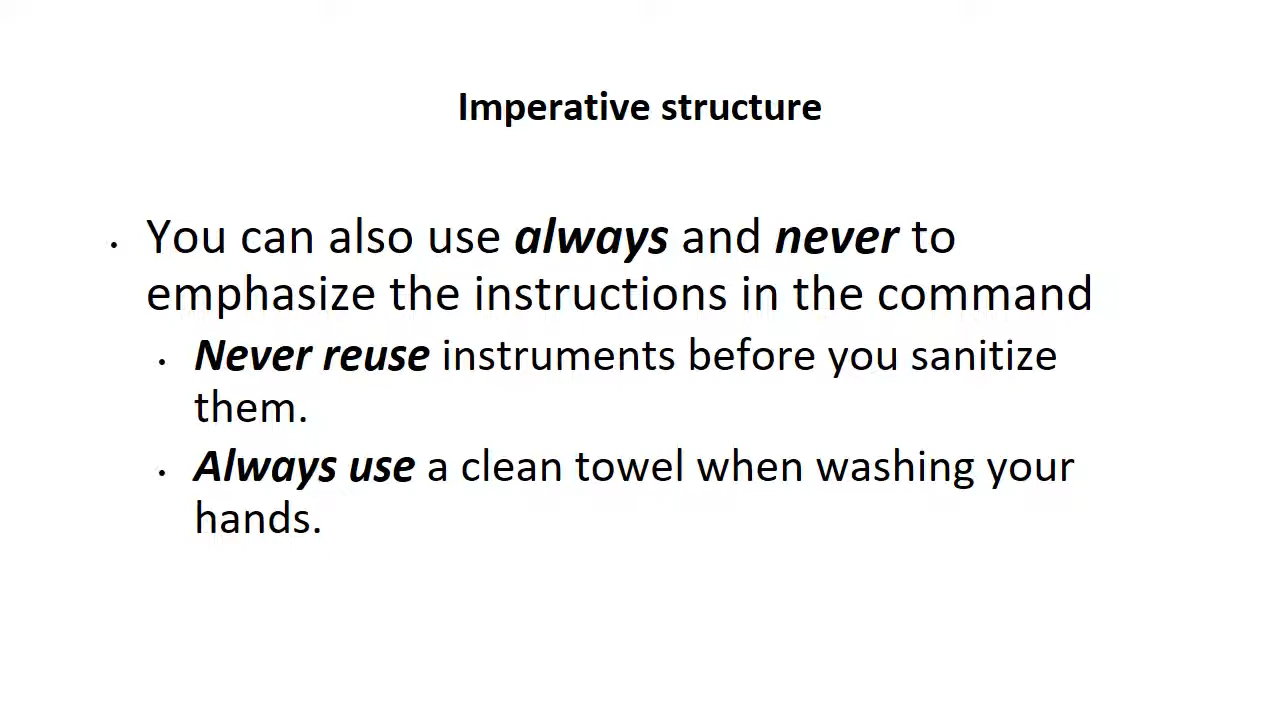 Imperative structure
• You can also use always and never to
emphasize the instructions in the command
• Never reuse instruments before you sanitize
them.
• Always use a clean towel when washing your
hands.